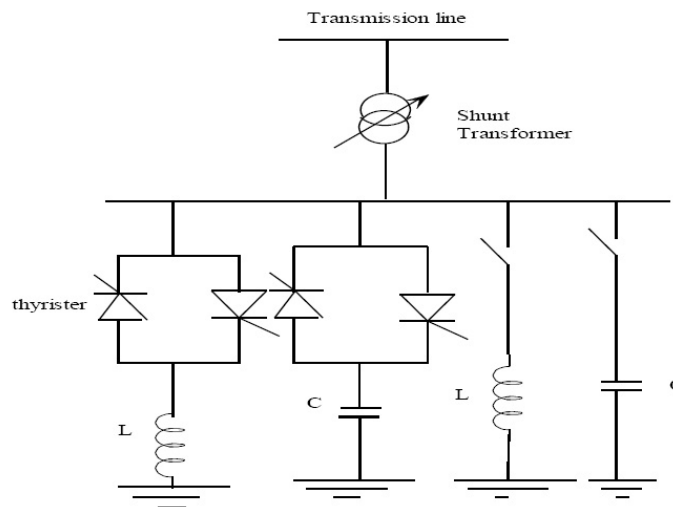 Transmission line
Shunt
Transformer
thyrister
L
C
L